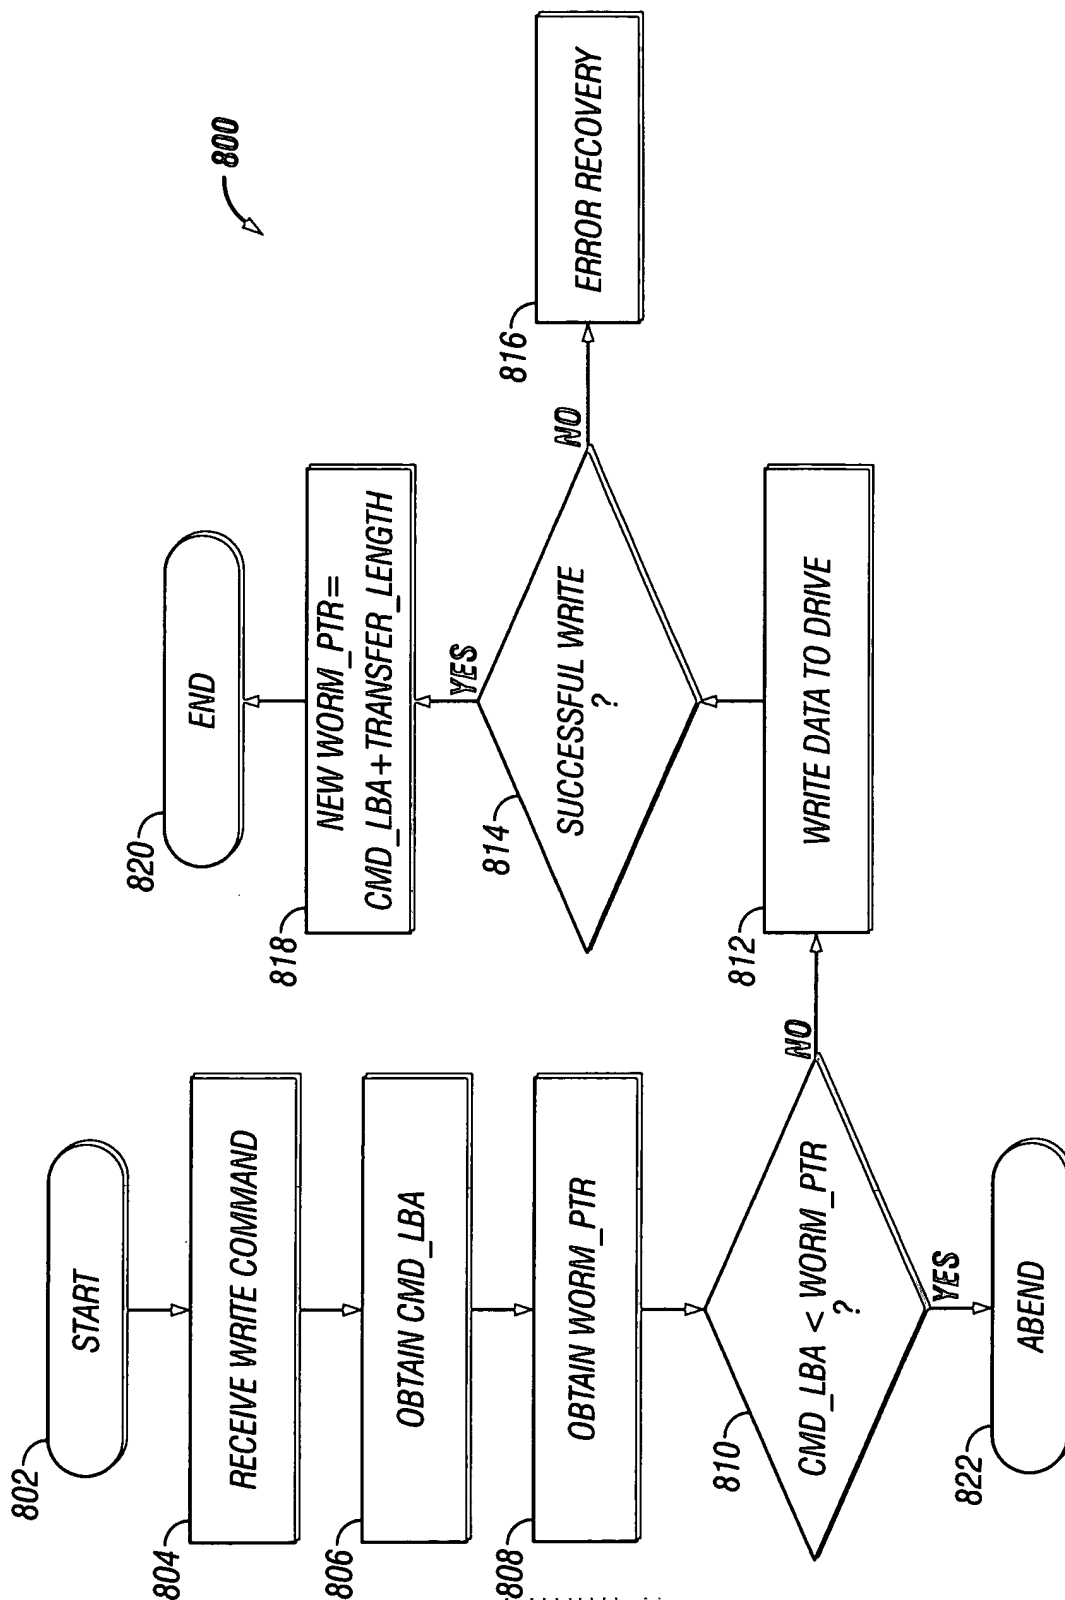 800
802
START
804
RECEIVE WRITE COMMAND
806
OBTAIN CMD_LBA
808
OBTAIN WORM_PTR
810
CMD_LBA < WORM_PTR
?
YES
NO
822
ABEND
812
WRITE DATA TO DRIVE
814
SUCCESSFUL WRITE
?
NO
YES
816
ERROR RECOVERY
818
NEW WORM_PTR=
CMD_LBA+TRANSFER_LENGTH
820
END